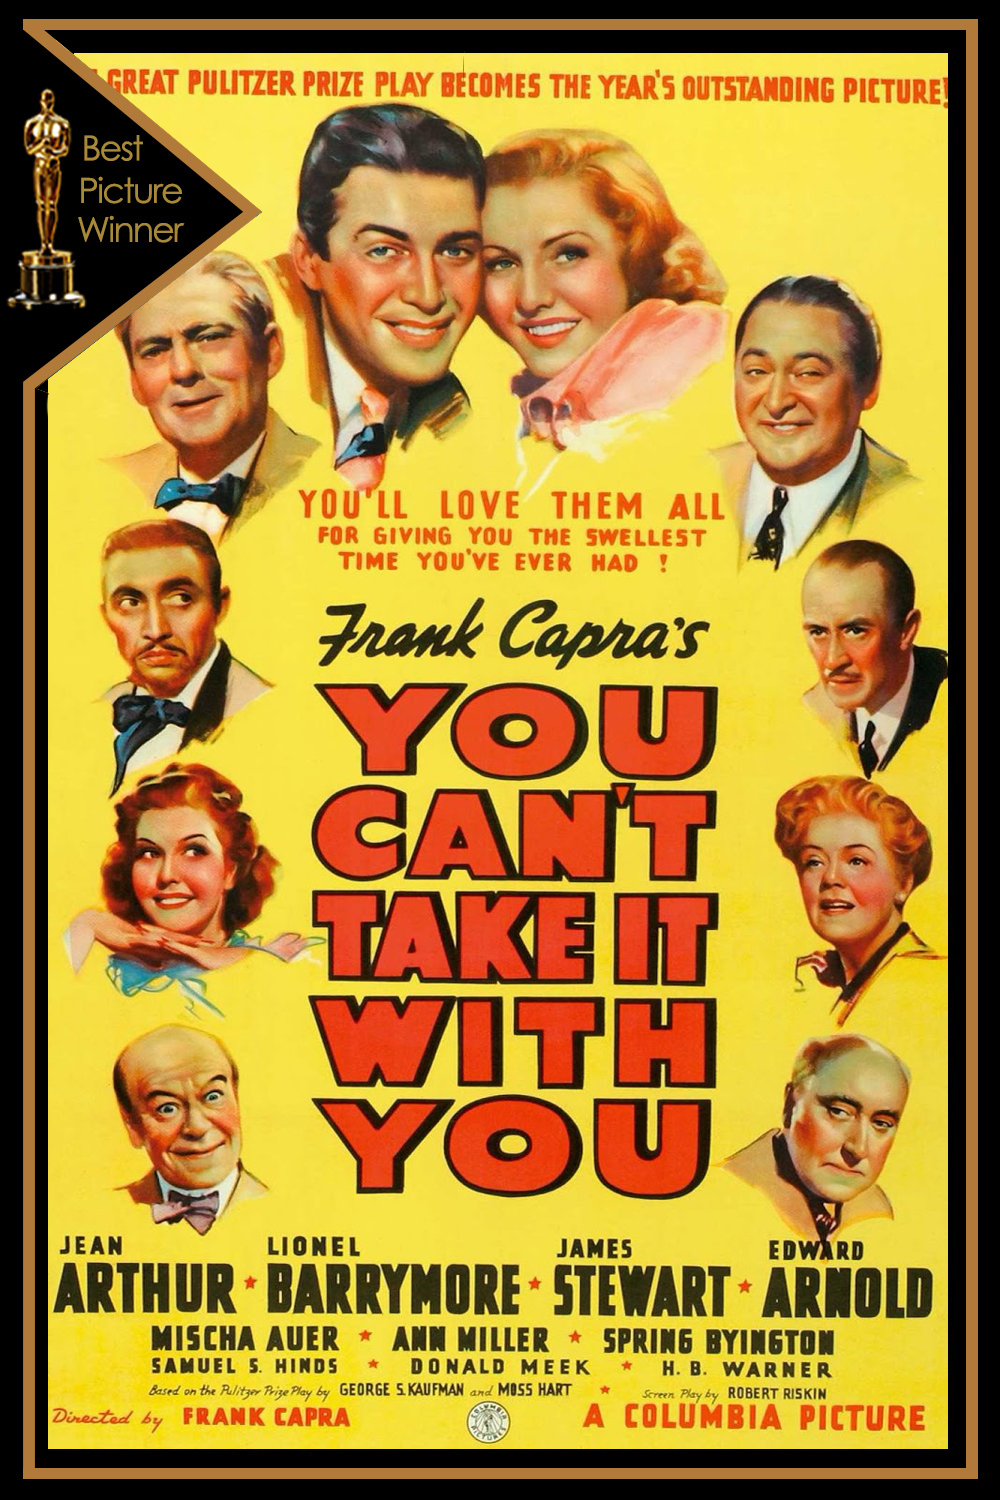 GREAT PULITZER PRIZE PLAY BECOMES THE YEAR'S OUTSTANDING PICTURE!
Best
Picture
Winner
YOU'LL LOVE THEM ALL
FOR GIVING YOU THE SWELLEST
TIME YOU'VE EVER HAD !
Frank Capra's
YOU
CAN'T
TAKE IT
WITH
YOU
JEAN LIONEL JAMES EDWARD
ARTHUR ★ BARRYMORE ★ STEWART ★ ARNOLD
MISCHA AUER ★ ANN MILLER ★ SPRING BYINGTON
SAMUEL S. HINDS ★ DONALD MEEK ★ H. B. WARNER
Based on the Pulitzer Prize Play by GEORGE S. KAUFMAN and MOSS HART ★ Screen Play by ROBERT RISKIN
Directed by FRANK CAPRA COLUMBIA PICTURES A COLUMBIA PICTURE